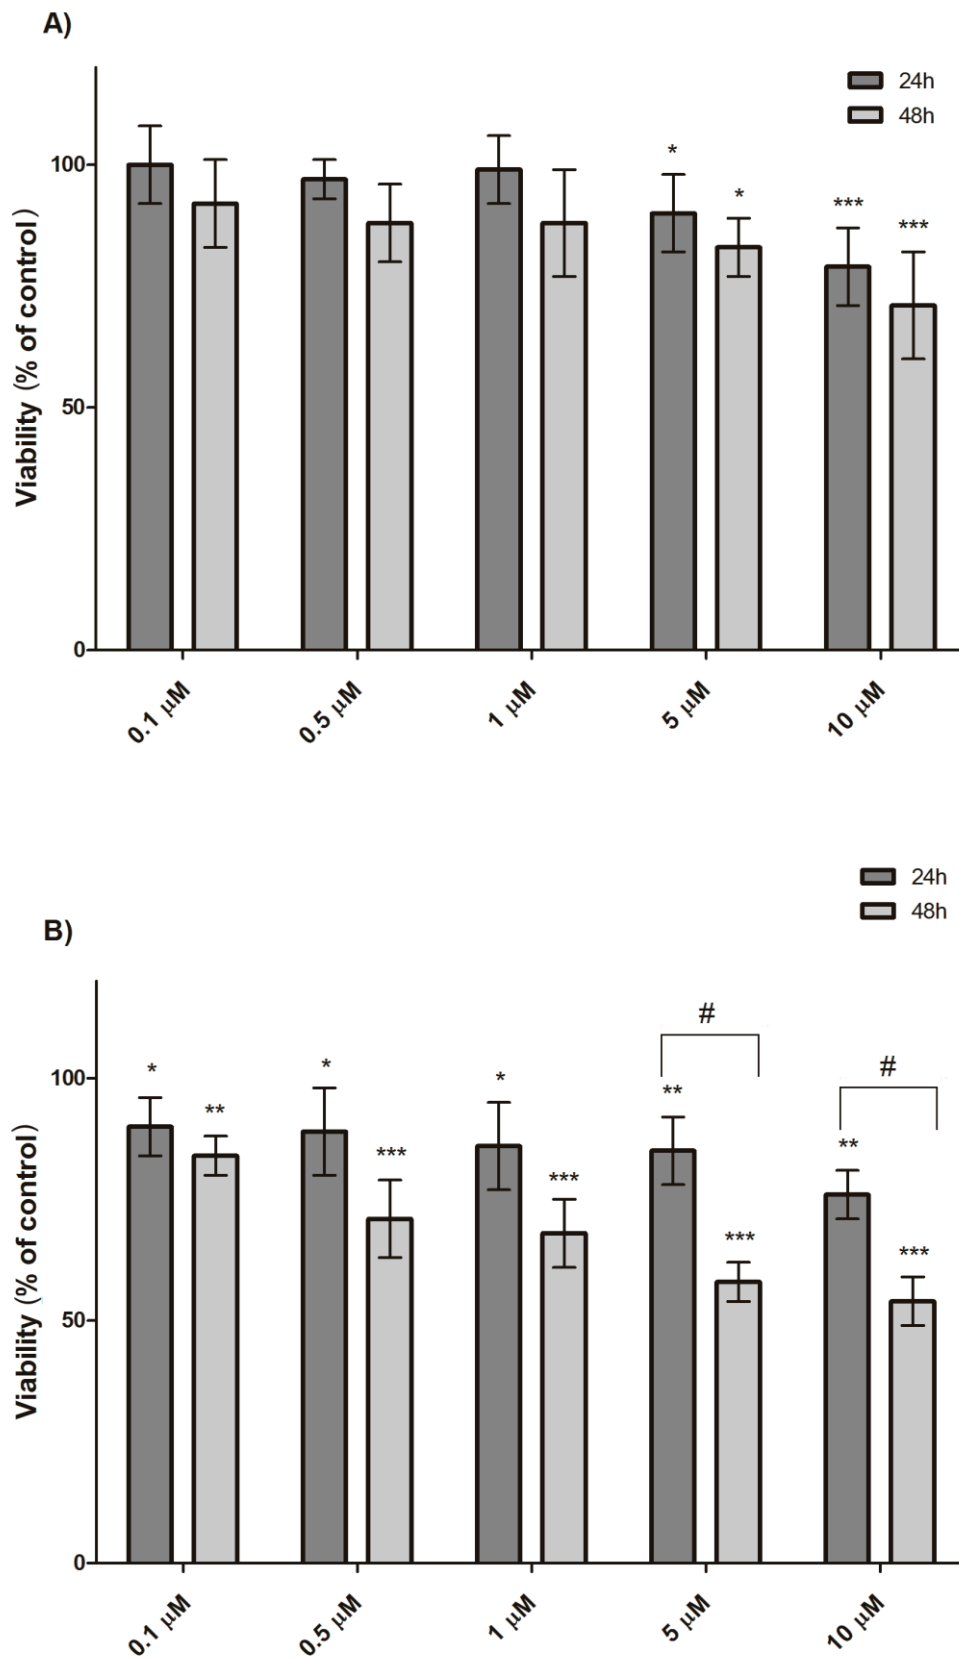 A)
24h
48h
Viability (% of control)
100
50
0
*
*
***
***
0.1 μM
0.5 μM
1 μM
5 μM
10 μM
24h
48h
B)
Viability (% of control)
100
50
0
#
#
*
**
*
***
*
***
**
***
**
***
0.1 μM
0.5 μM
1 μM
5 μM
10 μM